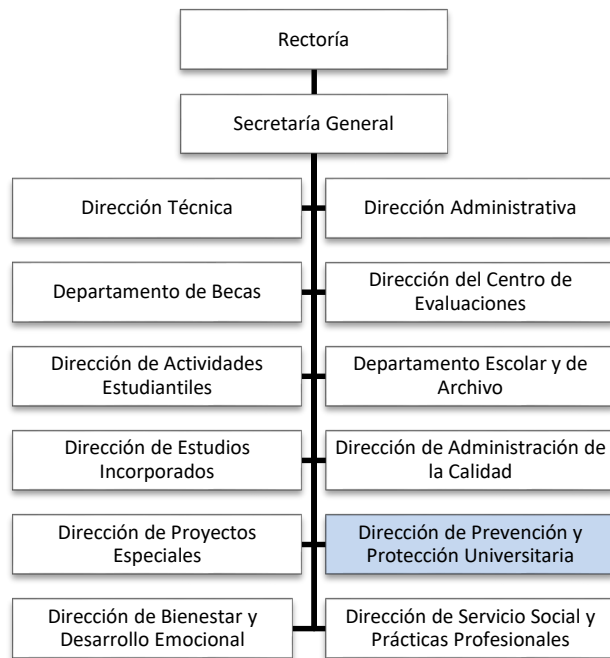 Rectoría
Secretaría General
Dirección Técnica
Dirección Administrativa
Departamento de Becas
Dirección del Centro de
Evaluaciones
Dirección de Actividades
Estudiantiles
Departamento Escolar y de
Archivo
Dirección de Estudios
Incorporados
Dirección de Administración de
la Calidad
Dirección de Proyectos
Especiales
Dirección de Prevención y
Protección Universitaria
Dirección de Bienestar y
Desarrollo Emocional
Dirección de Servicio Social y
Prácticas Profesionales